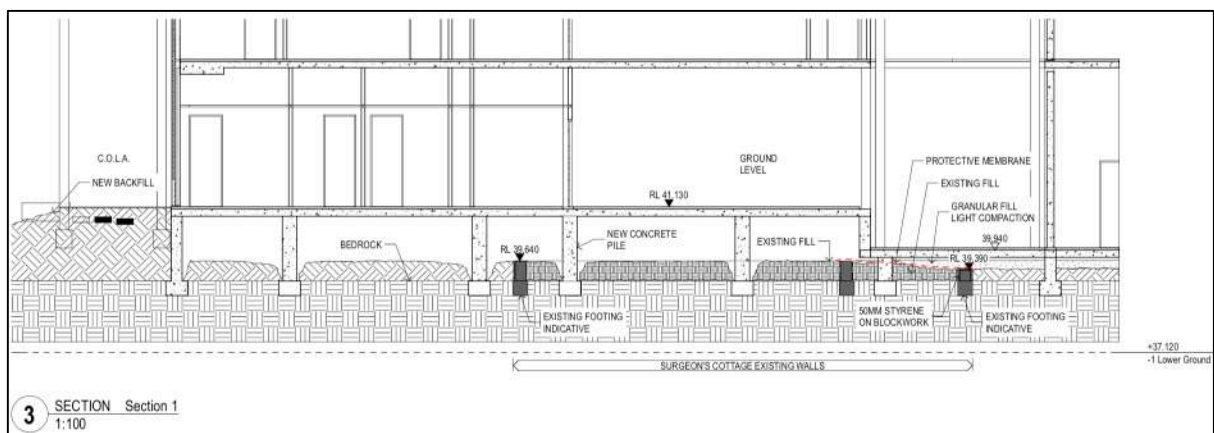 C.O.L.A.
NEW BACKFILL
GROUND
LEVEL
PROTECTIVE MEMBRANE
EXISTING FILL
GRANULAR FILL
LIGHT COMPACTION
RL 41,130
39,940
BEDROCK
RL 39,640
NEW CONCRETE
PILE
EXISTING FILL
RL 39,390
EXISTING FOOTING
INDICATIVE
50MM STYRENE
ON BLOCKWORK
EXISTING FOOTING
INDICATIVE
+37.120
-1 Lower Ground
SURGEON'S COTTAGE EXISTING WALLS
3
SECTION Section 1
1:100